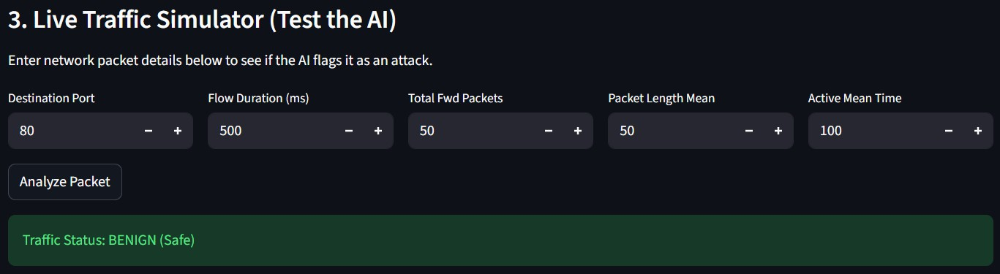 3. Live Traffic Simulator (Test the AI)
Enter network packet details below to see if the AI flags it as an attack.
Destination Port Flow Duration (ms) Total Fwd Packets Packet Length Mean Active Mean Time
80 − + 500 − + 50 − + 50 − + 100 − +
Analyze Packet
Traffic Status: BENIGN (Safe)